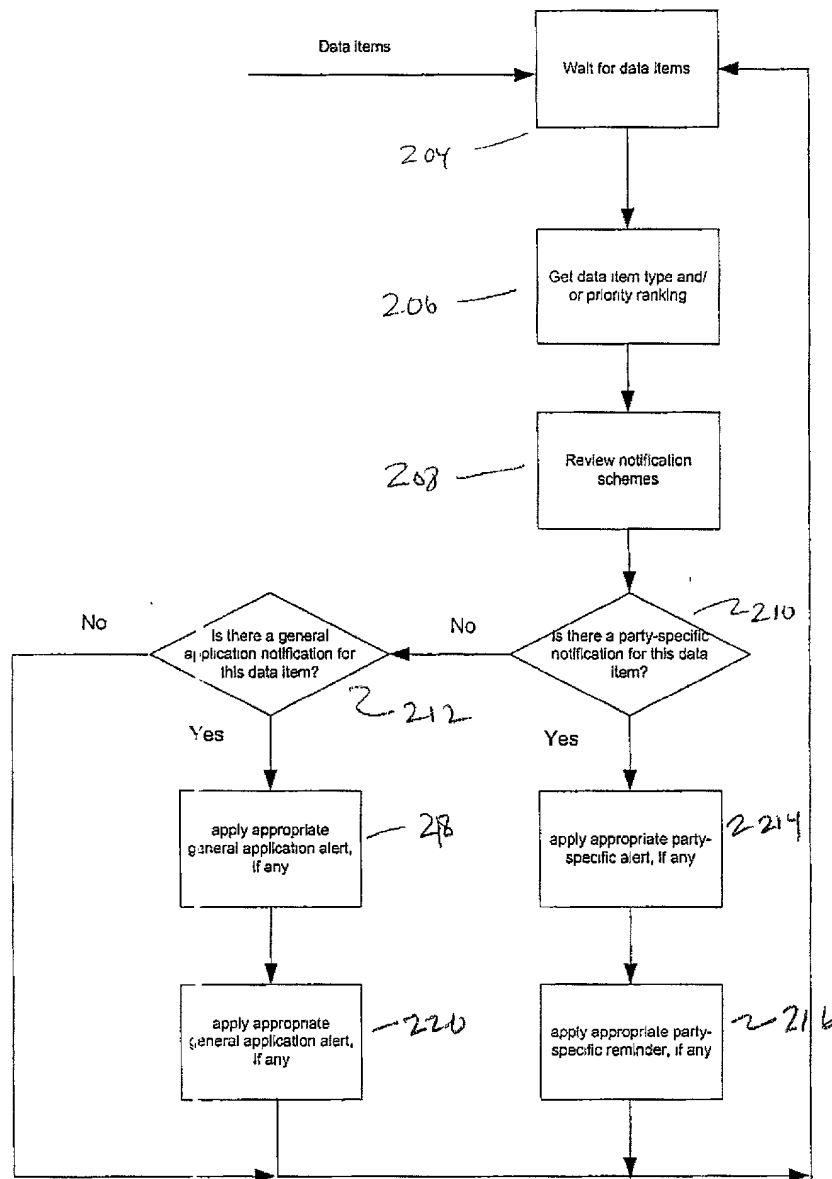 Data items
Wait for data items
204
Get data item type and/
or priority ranking
206
Review notification
schemes
208
210
No
Is there a general
application notification for
this data item?
No
Is there a party-specific
notification for this data
item?
212
Yes
Yes
apply appropriate
general application alert,
if any
218
apply appropriate party-
specific alert, if any
214
apply appropriate
general application alert,
if any
220
apply appropriate party-
specific reminder, if any
216